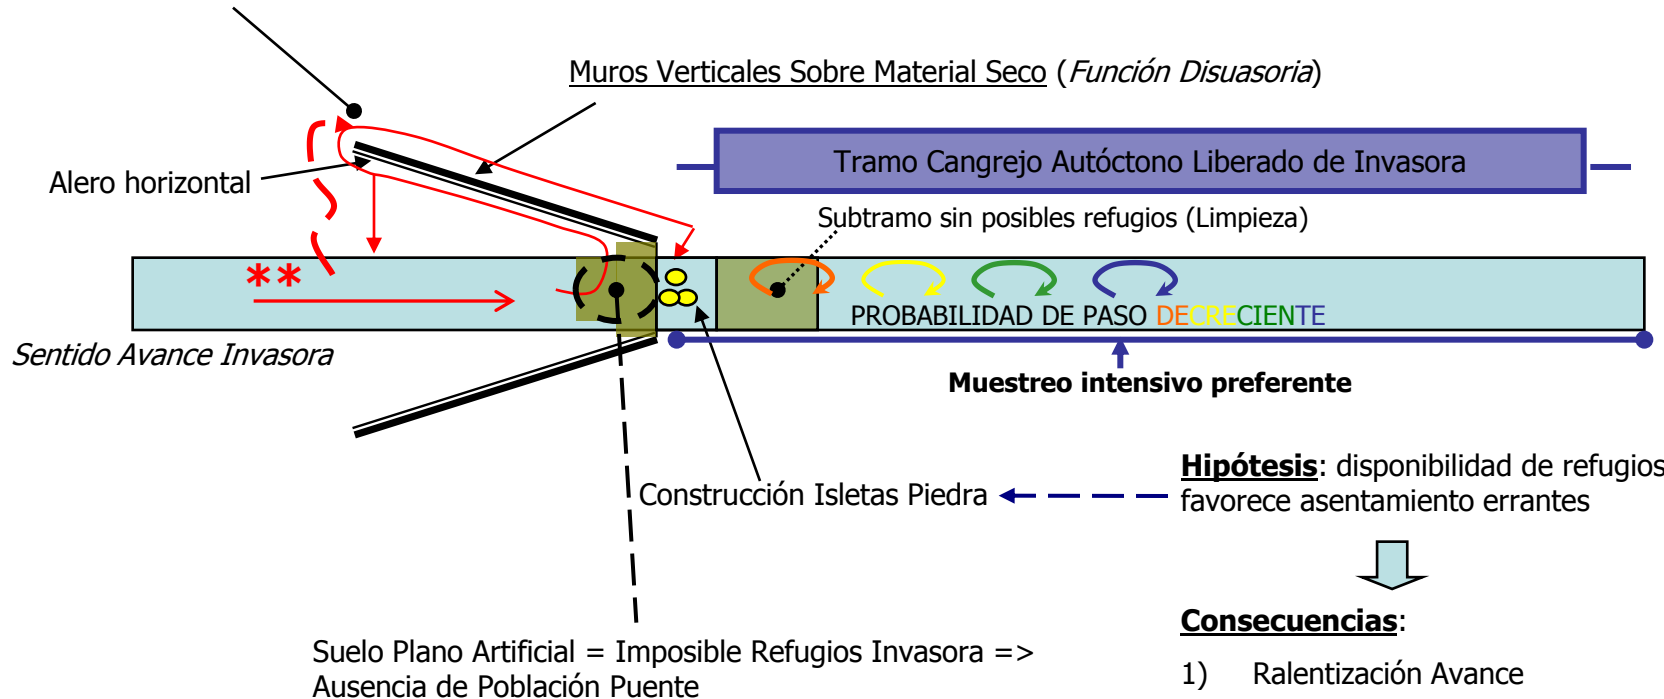 Muros Verticales Sobre Material Seco (Función Disuasoria)
Tramo Cangrejo Autóctono Liberado de Invasora
Alero horizontal
Subtramo sin posibles refugios (Limpieza)
**
PROBABILIDAD DE PASO DECRECIENTE
Sentido Avance Invasora
Muestreo intensivo preferente
Hipótesis: disponibilidad de refugios
favorece asentamiento errantes
Construcción Isletas Piedra
Consecuencias:
1) Ralentización Avance
Suelo Plano Artificial = Imposible Refugios Invasora =>
Ausencia de Población Puente